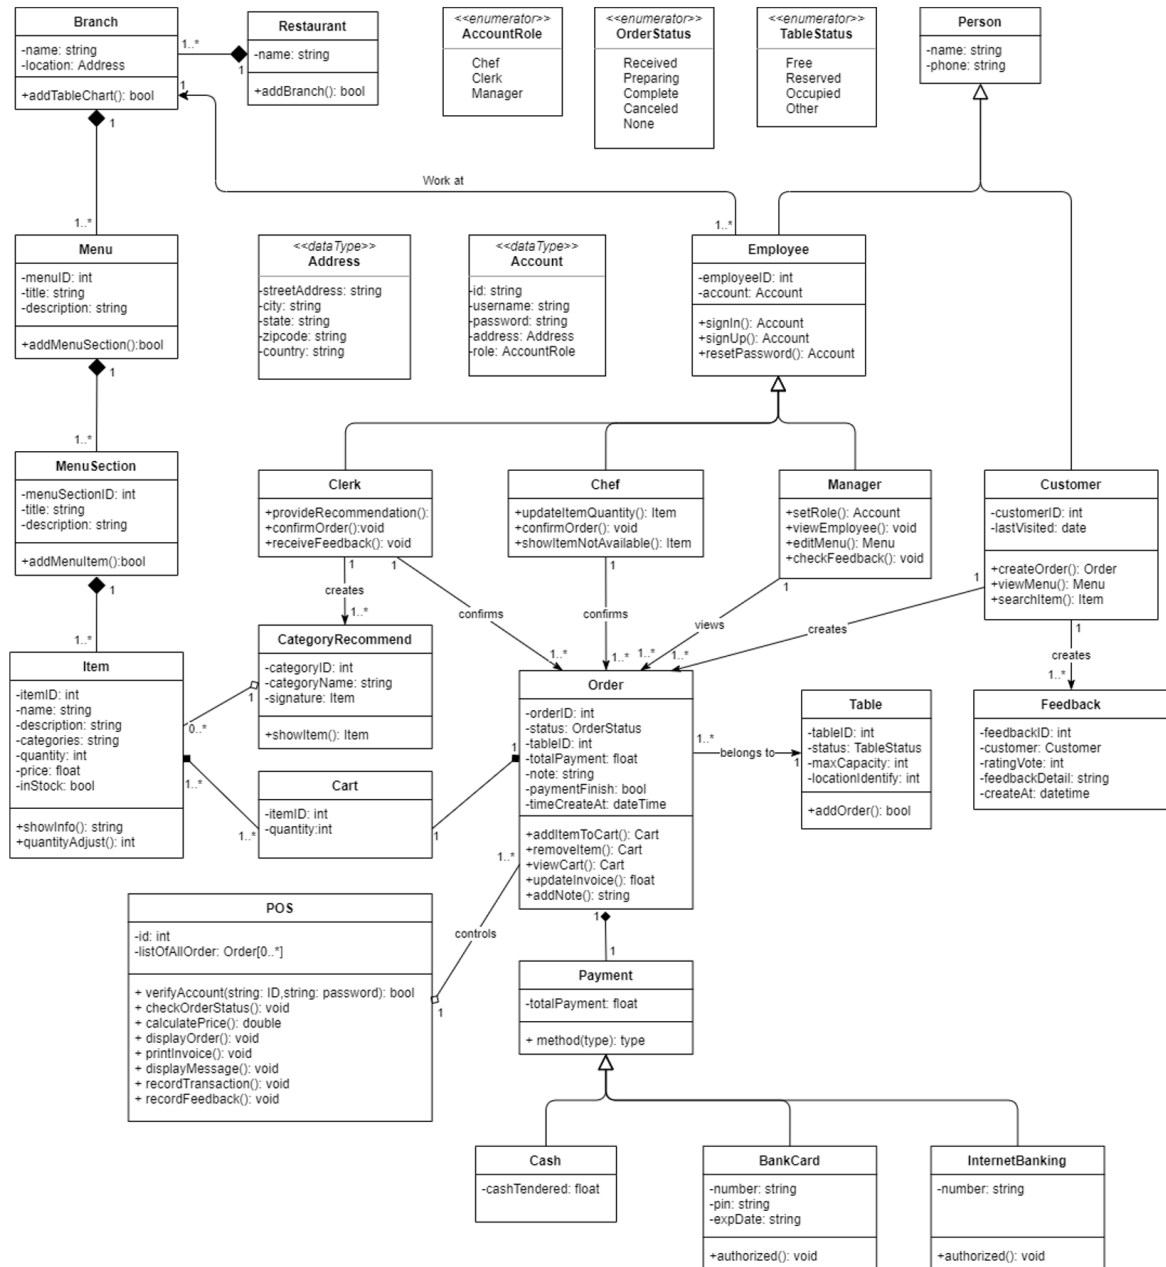 Branch
-name: string
-location: Address
+addTableChart(): bool
1..*
1
Restaurant
-name: string
+addBranch(): bool
1
<<enumerator>>
AccountRole
Chef
Clerk
Manager
<<enumerator>>
OrderStatus
Received
Preparing
Complete
Canceled
None
<<enumerator>>
TableStatus
Free
Reserved
Occupied
Other
Person
-name: string
-phone: string
1
Work at
1..*
1..*
Menu
-menuID: int
-title: string
-description: string
+addMenuSection():bool
1
<<dataType>>
Address
-streetAddress: string
-city: string
-state: string
-zipcode: string
-country: string
<<dataType>>
Account
-id: string
-username: string
-password: string
-address: Address
-role: AccountRole
Employee
-employeeID: int
-account: Account
+signIn(): Account
+signUp(): Account
+resetPassword(): Account
1..*
MenuSection
-menuSectionID: int
-title: string
-description: string
+addMenuItem():bool
1
Clerk
+provideRecommendation():
+confirmOrder():void
+receiveFeedback(): void
Chef
+updateItemQuantity(): Item
+confirmOrder(): void
+showItemNotAvailable(): Item
Manager
+setRole(): Account
+viewEmployee(): void
+editMenu(): Menu
+checkFeedback(): void
Customer
-customerID: int
-lastVisited: date
+createOrder(): Order
+viewMenu(): Menu
+searchItem(): Item
1
creates
1..*
1
confirms
1..*
1
confirms
1..*
1
views
1..*
1
creates
1..*
1
creates
1..*
1..*
Item
-itemID: int
-name: string
-description: string
-categories: string
-quantity: int
-price: float
-inStock: bool
+showInfo(): string
+quantityAdjust(): int
CategoryRecommend
-categoryID: int
-categoryName: string
-signature: Item
+showItem(): Item
1
0..*
1..*
1..*
Cart
-itemID: int
-quantity:int
1
1
Order
-orderID: int
-status: OrderStatus
-tableID: int
-totalPayment: float
-note: string
-paymentFinish: bool
-timeCreateAt: dateTime
+addItemToCart(): Cart
+removeItem(): Cart
+viewCart(): Cart
+updateInvoice(): float
+addNote(): string
1..*
belongs to
1
Table
-tableID: int
-status: TableStatus
-maxCapacity: int
-locationIdentify: int
+addOrder(): bool
Feedback
-feedbackID: int
-customer: Customer
-ratingVote: int
-feedbackDetail: string
-createAt: datetime
1..*
controls
1
POS
-id: int
-listOfAllOrder: Order[0..*]
+ verifyAccount(string: ID,string: password): bool
+ checkOrderStatus(): void
+ calculatePrice(): double
+ displayOrder(): void
+ printInvoice(): void
+ displayMessage(): void
+ recordTransaction(): void
+ recordFeedback(): void
1
1
Payment
-totalPayment: float
+ method(type): type
Cash
-cashTendered: float
BankCard
-number: string
-pin: string
-expDate: string
+authorized(): void
InternetBanking
-number: string
+authorized(): void